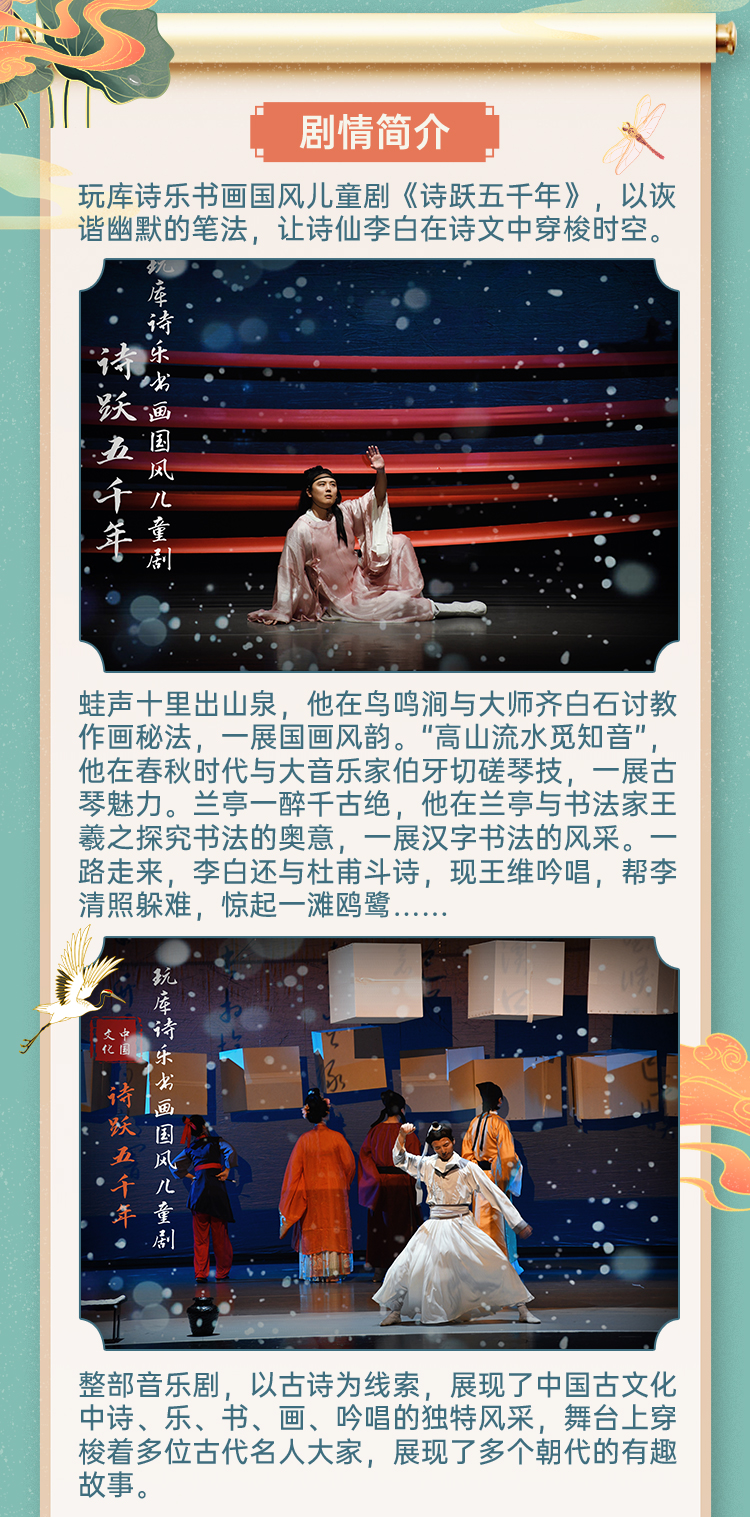 剧情简介
玩库诗乐书画国风儿童剧《诗跃五千年》，以诙
谐幽默的笔法，让诗仙李白在诗文中穿梭时空。
玩库诗乐书画国风儿童剧
诗跃五千年
蛙声十里出山泉，他在鸟鸣涧与大师齐白石讨教
作画秘法，一展国画风韵。“高山流水觅知音”，
他在春秋时代与大音乐家伯牙切磋琴技，一展古
琴魅力。兰亭一醉千古绝，他在兰亭与书法家王
羲之探究书法的奥意，一展汉字书法的风采。一
路走来，李白还与杜甫斗诗，现王维吟唱，帮李
清照躲难，惊起一滩鸥鹭……
玩库诗乐书画国风儿童剧
中国
文化
诗跃五千年
整部音乐剧，以古诗为线索，展现了中国古文化
中诗、乐、书、画、吟唱的独特风采，舞台上穿
梭着多位古代名人大家，展现了多个朝代的有趣
故事。